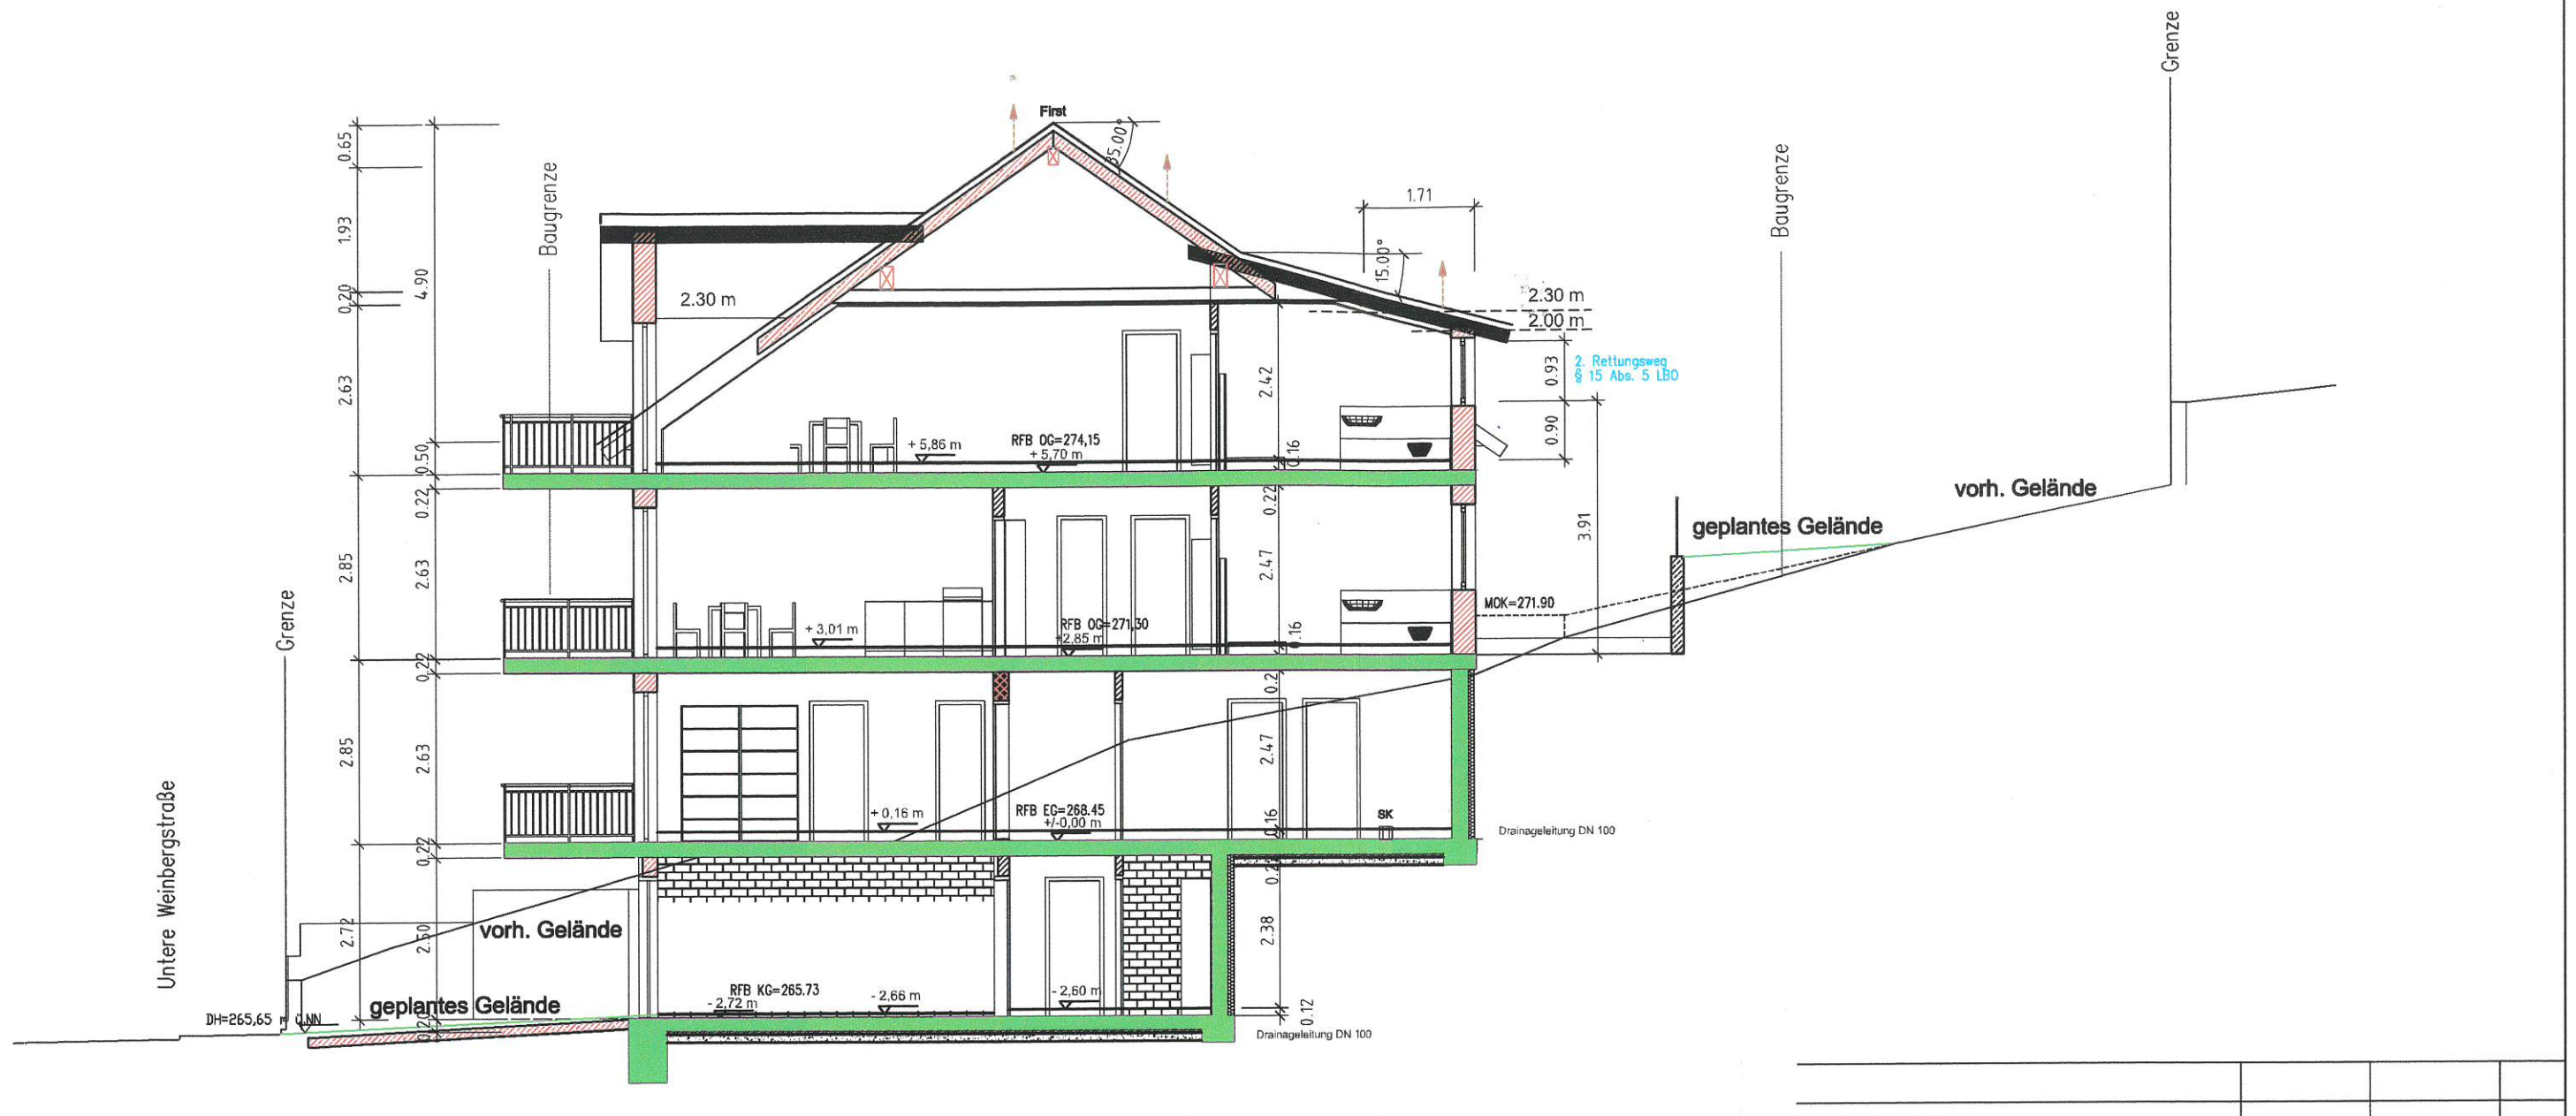 Grenze
First
35.00°
0.65
Baugrenze
Baugrenze
1.71
1.93
15.00°
4.90
0.20
2.30 m
2.30 m
2.00 m
2.63
2.42
0.93
2. Rettungsweg
§ 15 Abs. 5 LBO
0.90
+ 5,86 m
RFB OG=274,15
+ 5,70 m
0.50
0.16
vorh. Gelände
0.22
0.22
geplantes Gelände
3.91
2.85
2.63
2.47
Grenze
MOK=271.90
+ 3,01 m
RFB OG=271,30
+2,85 m
.16
0.22
0.2
2.85
2.63
2.47
Untere Weinbergstraße
+ 0,16 m
RFB EG=268.45
+/-0,00 m
0.16
SK
Drainageleitung DN 100
0.22
0.22
2.72
2.50
vorh. Gelände
2.38
RFB KG=265.73
- 2,72 m
- 2,66 m
- 2,60 m
geplantes Gelände
0.12
DH=265,65
ü.NN
0.20
Drainageleitung DN 100